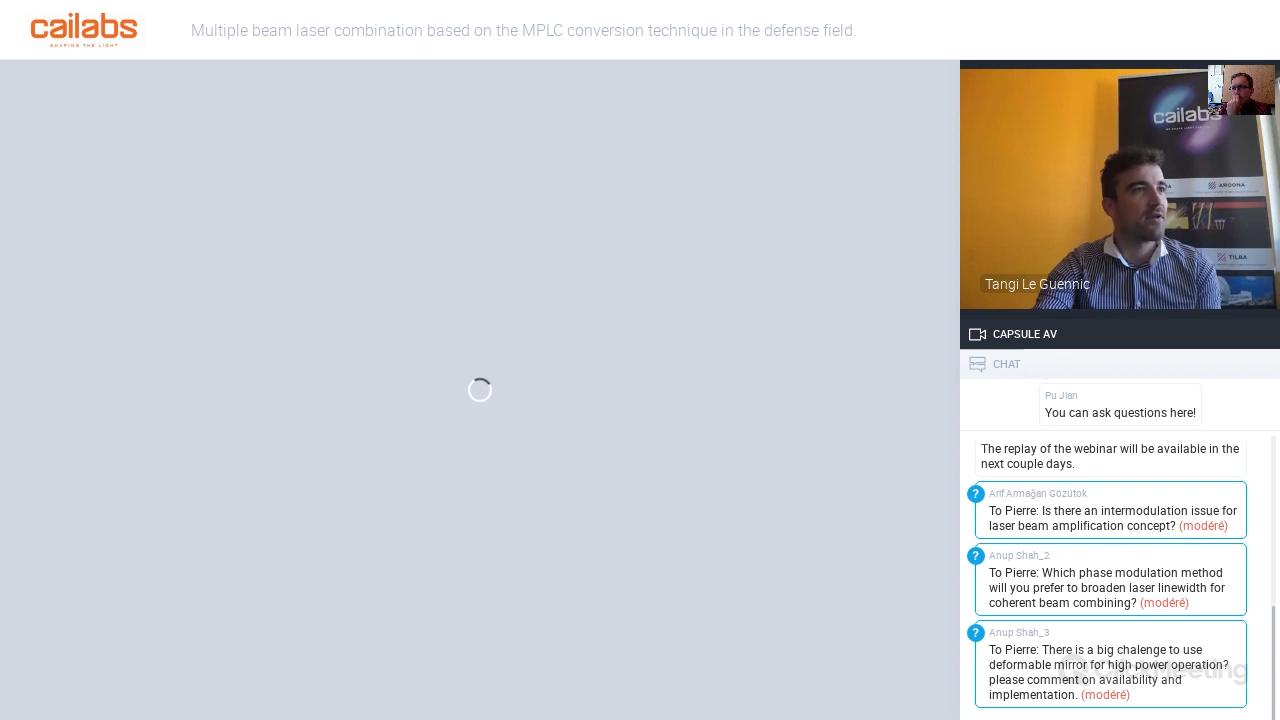 cailabs
SHAPING THE LIGHT
Multiple beam laser combination based on the MPLC conversion technique in the defense field.
cailabs
ARGONA
TILBA
Tangi Le Guennic
CAPSULE AV
CHAT
Pu Jian
You can ask questions here!
The replay of the webinar will be available in the
next couple days.
? Arif Armağan Gözütok
To Pierre: Is there an intermodulation issue for
laser beam amplification concept? (modéré)
? Anup Shah_2
To Pierre: Which phase modulation method
will you prefer to broaden laser linewidth for
coherent beam combining? (modéré)
? Anup Shah_3
To Pierre: There is a big chalenge to use
deformable mirror for high power operation?
please comment on availability and
implementation. (modéré)
ClickMeeting